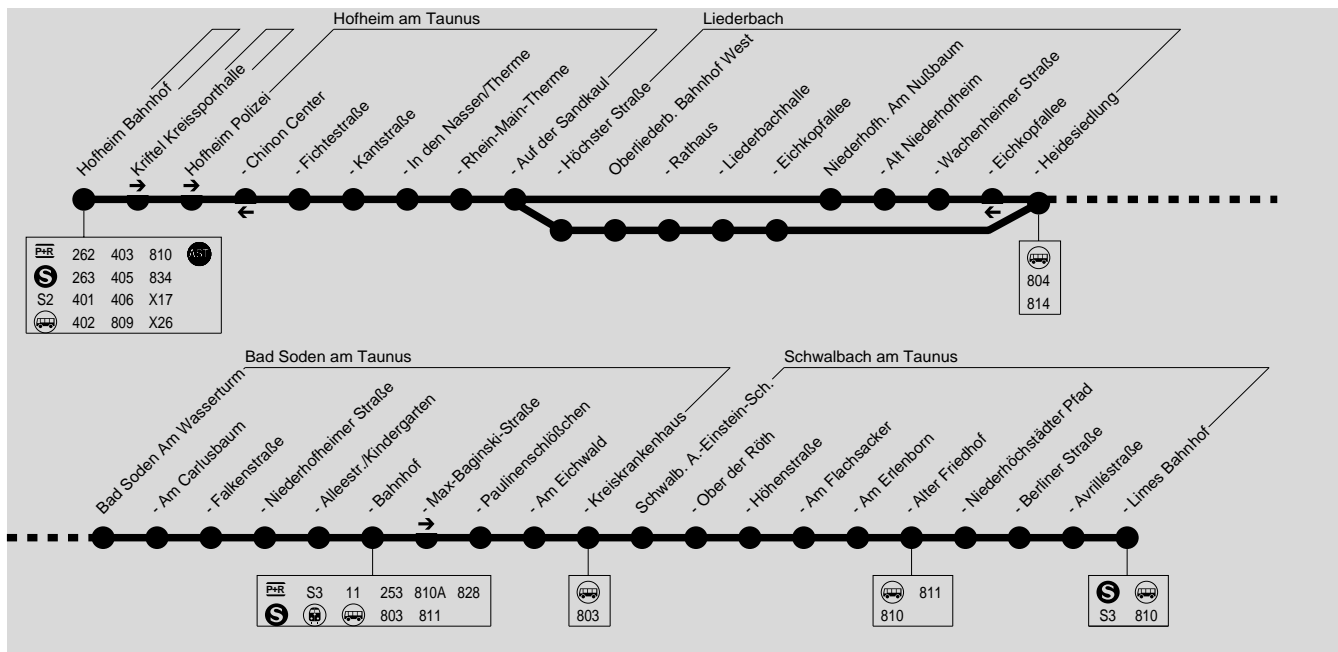 Hofheim am Taunus
Liederbach
Hofheim Bahnhof
Kriftel Kreissporthalle
Hofheim Polizei
- Chinon Center
- Fichtestraße
- Kantstraße
- In den Nassen/Therme
- Rhein-Main-Therme
- Auf der Sandkaul
- Höchster Straße
Oberliederb. Bahnhof West
- Rathaus
- Liederbachhalle
- Eichkopfallee
Niederhofh. Am Nußbaum
- Alt Niederhofheim
- Wachenheimer Straße
- Eichkopfallee
- Heidesiedlung
P+R 262 403 810 AST
S 263 405 834
S2 401 406 X17
402 809 X26
804
814
Bad Soden am Taunus
Schwalbach am Taunus
Bad Soden Am Wasserturm
- Am Carlusbaum
- Falkenstraße
- Niederhofheimer Straße
- Alleestr./Kindergarten
- Bahnhof
- Max-Baginski-Straße
- Paulinenschlößchen
- Am Eichwald
- Kreiskrankenhaus
Schwalb. A.-Einstein-Sch.
- Ober der Röth
- Höhenstraße
- Am Flachsacker
- Am Erlenborn
- Alter Friedhof
- Niederhöchstädter Pfad
- Berliner Straße
- Avrilléstraße
- Limes Bahnhof
P+R S3 11 253 810A 828
S 803 811
803
811
810
S
S3 810